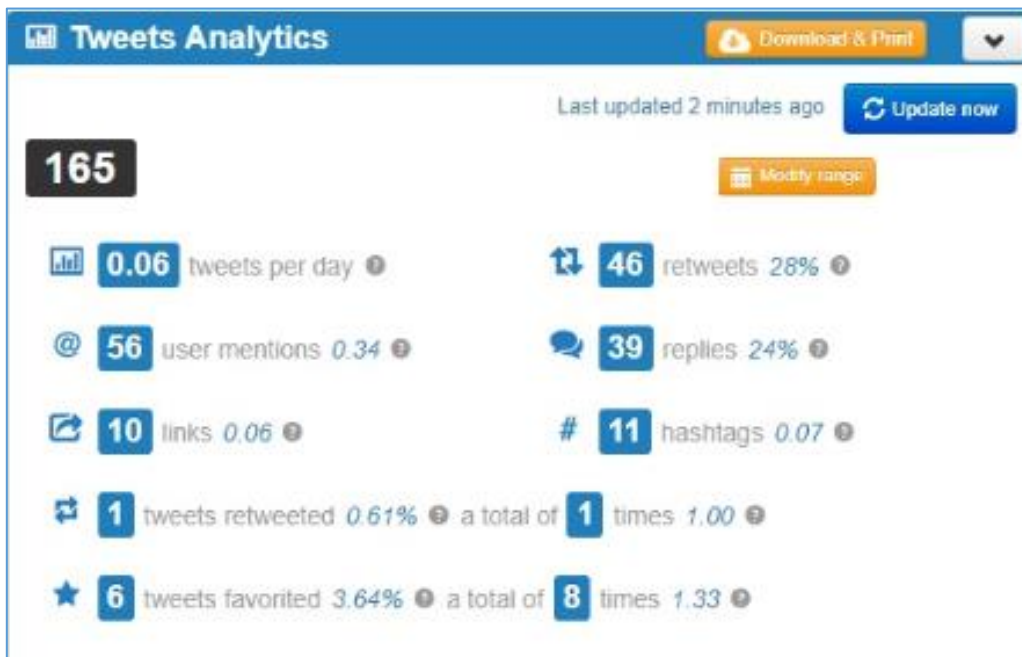 Tweets Analytics Download & Print
Last updated 2 minutes ago Update now
165 Modify range
0.06 tweets per day 46 retweets 28%
@ 56 user mentions 0.34 39 replies 24%
10 links 0.06 # 11 hashtags 0.07
1 tweets retweeted 0.61% a total of 1 times 1.00
6 tweets favorited 3.64% a total of 8 times 1.33